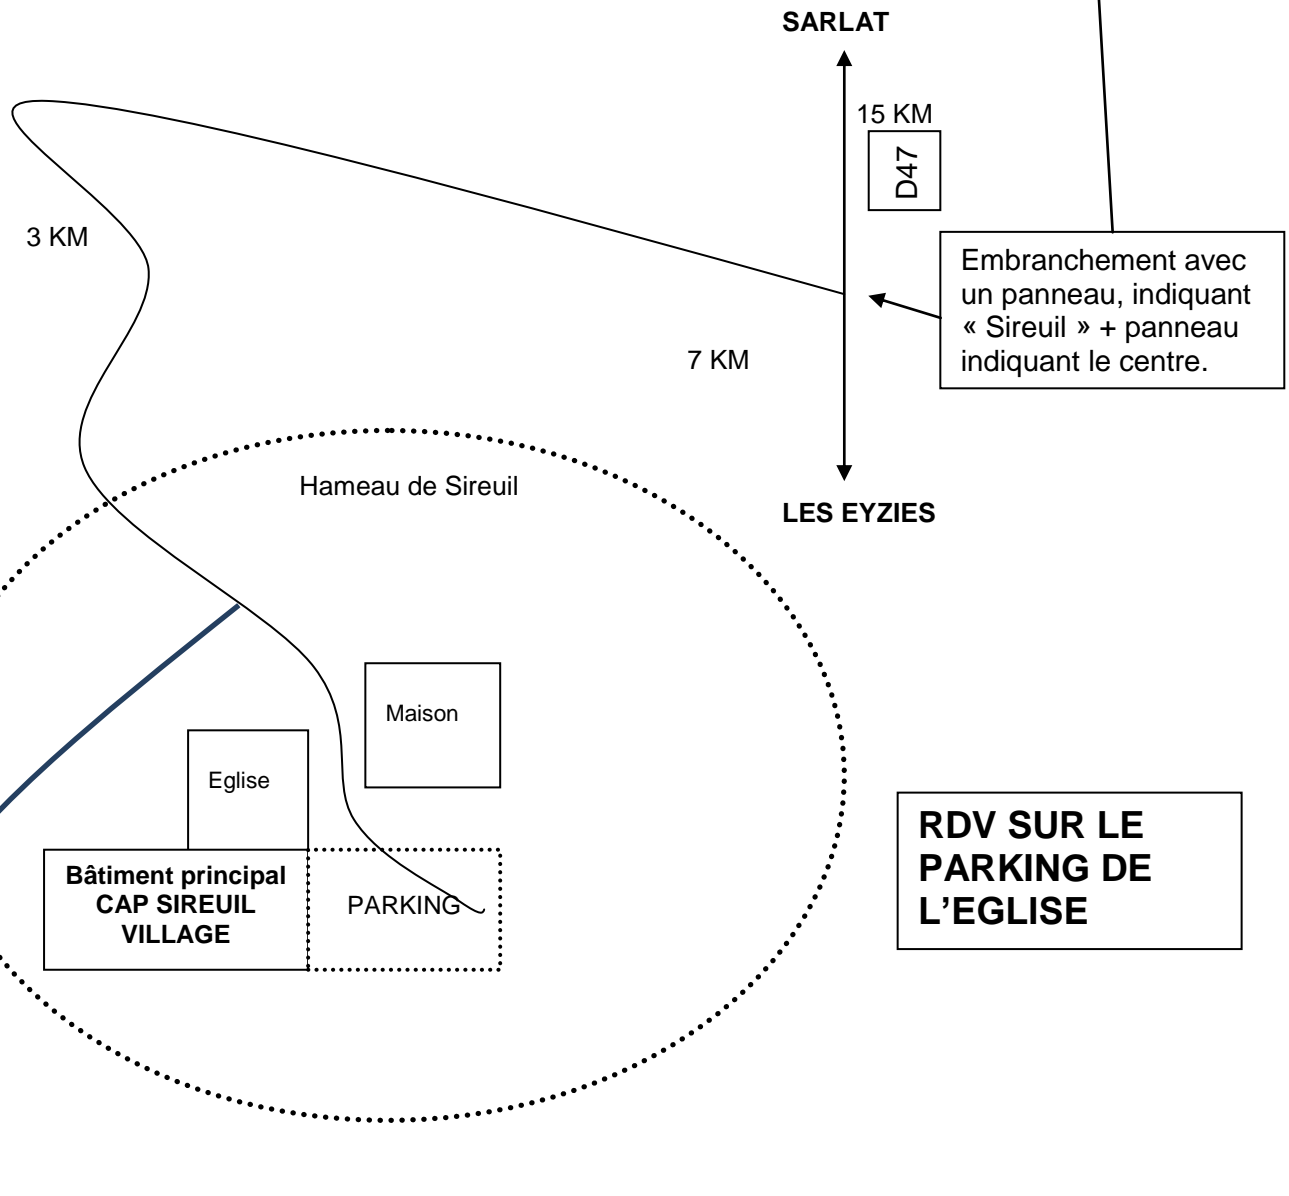 SARLAT
15 KM
D47
3 KM
Embranchement avec
un panneau, indiquant
« Sireuil » + panneau
indiquant le centre.
7 KM
Hameau de Sireuil
LES EYZIES
Maison
Eglise
RDV SUR LE
PARKING DE
L’EGLISE
Bâtiment principal
CAP SIREUIL
VILLAGE
PARKING